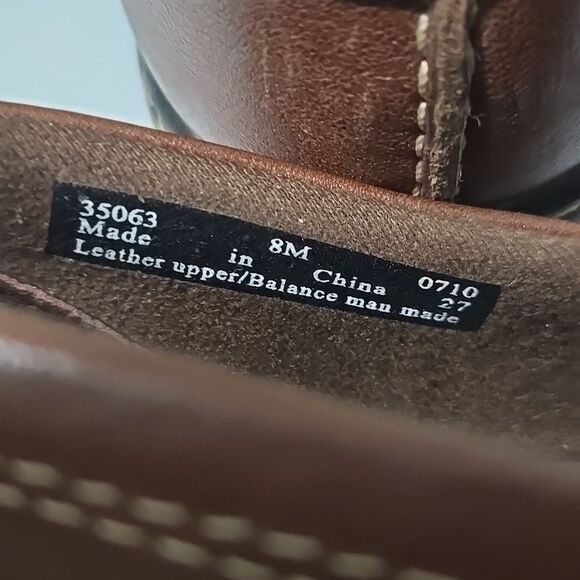 35063 8M 0710
Made in China 27
Leather upper/Balance man made